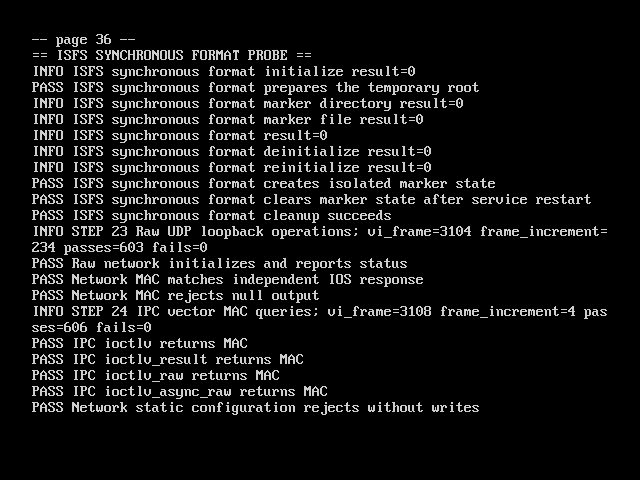 -- page 36 --
== ISFS SYNCHRONOUS FORMAT PROBE ==
INFO ISFS synchronous format initialize result=0
PASS ISFS synchronous format prepares the temporary root
INFO ISFS synchronous format marker directory result=0
INFO ISFS synchronous format marker file result=0
INFO ISFS synchronous format result=0
INFO ISFS synchronous format deinitialize result=0
INFO ISFS synchronous format reinitialize result=0
PASS ISFS synchronous format creates isolated marker state
PASS ISFS synchronous format clears marker state after service restart
PASS ISFS synchronous format cleanup succeeds
INFO STEP 23 Raw UDP loopback operations; vi_frame=3104 frame_increment=
234 passes=603 fails=0
PASS Raw network initializes and reports status
PASS Network MAC matches independent IOS response
PASS Network MAC rejects null output
INFO STEP 24 IPC vector MAC queries; vi_frame=3108 frame_increment=4 pas
ses=606 fails=0
PASS IPC ioctlv returns MAC
PASS IPC ioctlv_result returns MAC
PASS IPC ioctlv_raw returns MAC
PASS IPC ioctlv_async_raw returns MAC
PASS Network static configuration rejects without writes